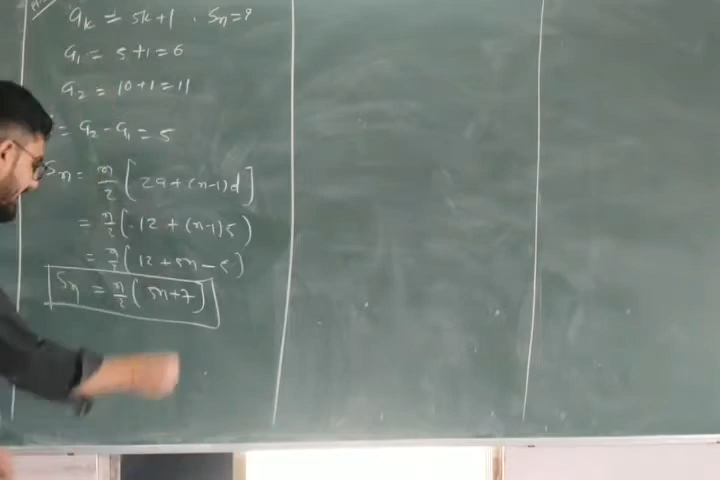 aₖ = 5k+1 . Sₙ=?
a₁ = 5+1=6
a₂ = 10+1=11
= a₂ - a₁ = 5
Sₙ = n/2 [2a+(n-1)d]
= n/2 (12 + (n-1)5)
= n/2 (12 + 5n - 5)
Sₙ = n/2 (5n+7)